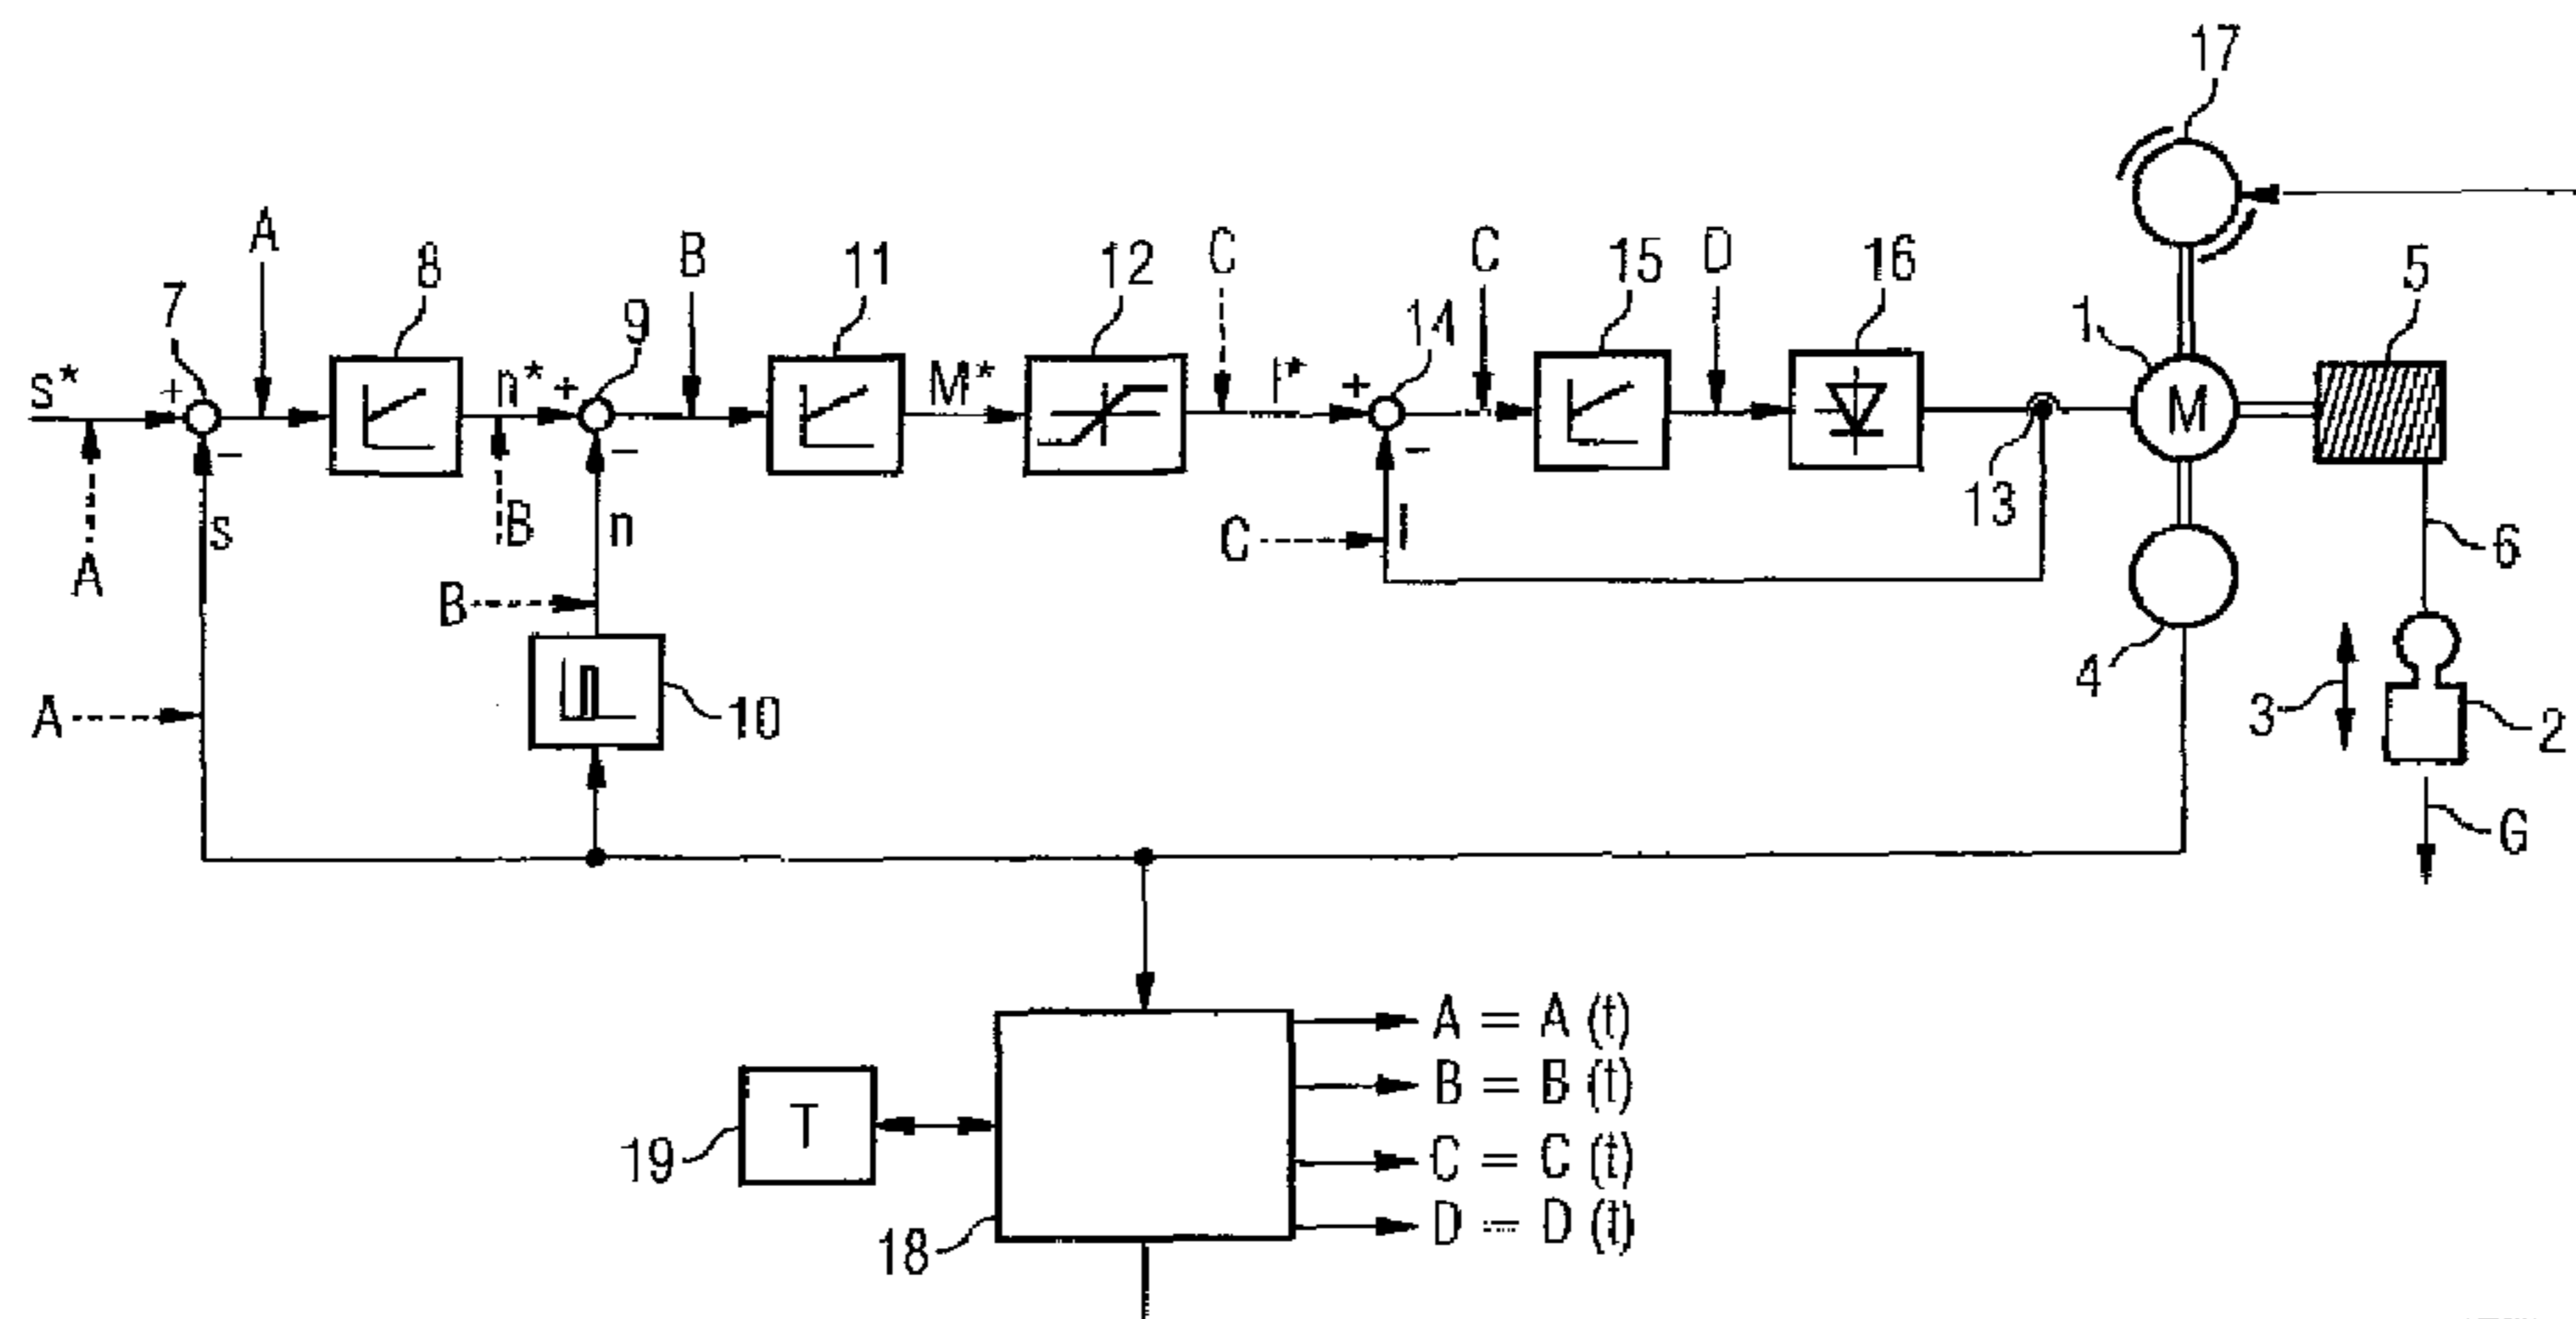 17
A
8
B
11
12
C
C
15
D
16
5
7
9
14
1
s*
+
n*
+
M*
I*
+
M
−
−
−
13
s
B
n
C
I
6
A
B
4
3
2
A
10
G
A = A (t)
B = B (t)
T
C = C (t)
19
D = D (t)
18